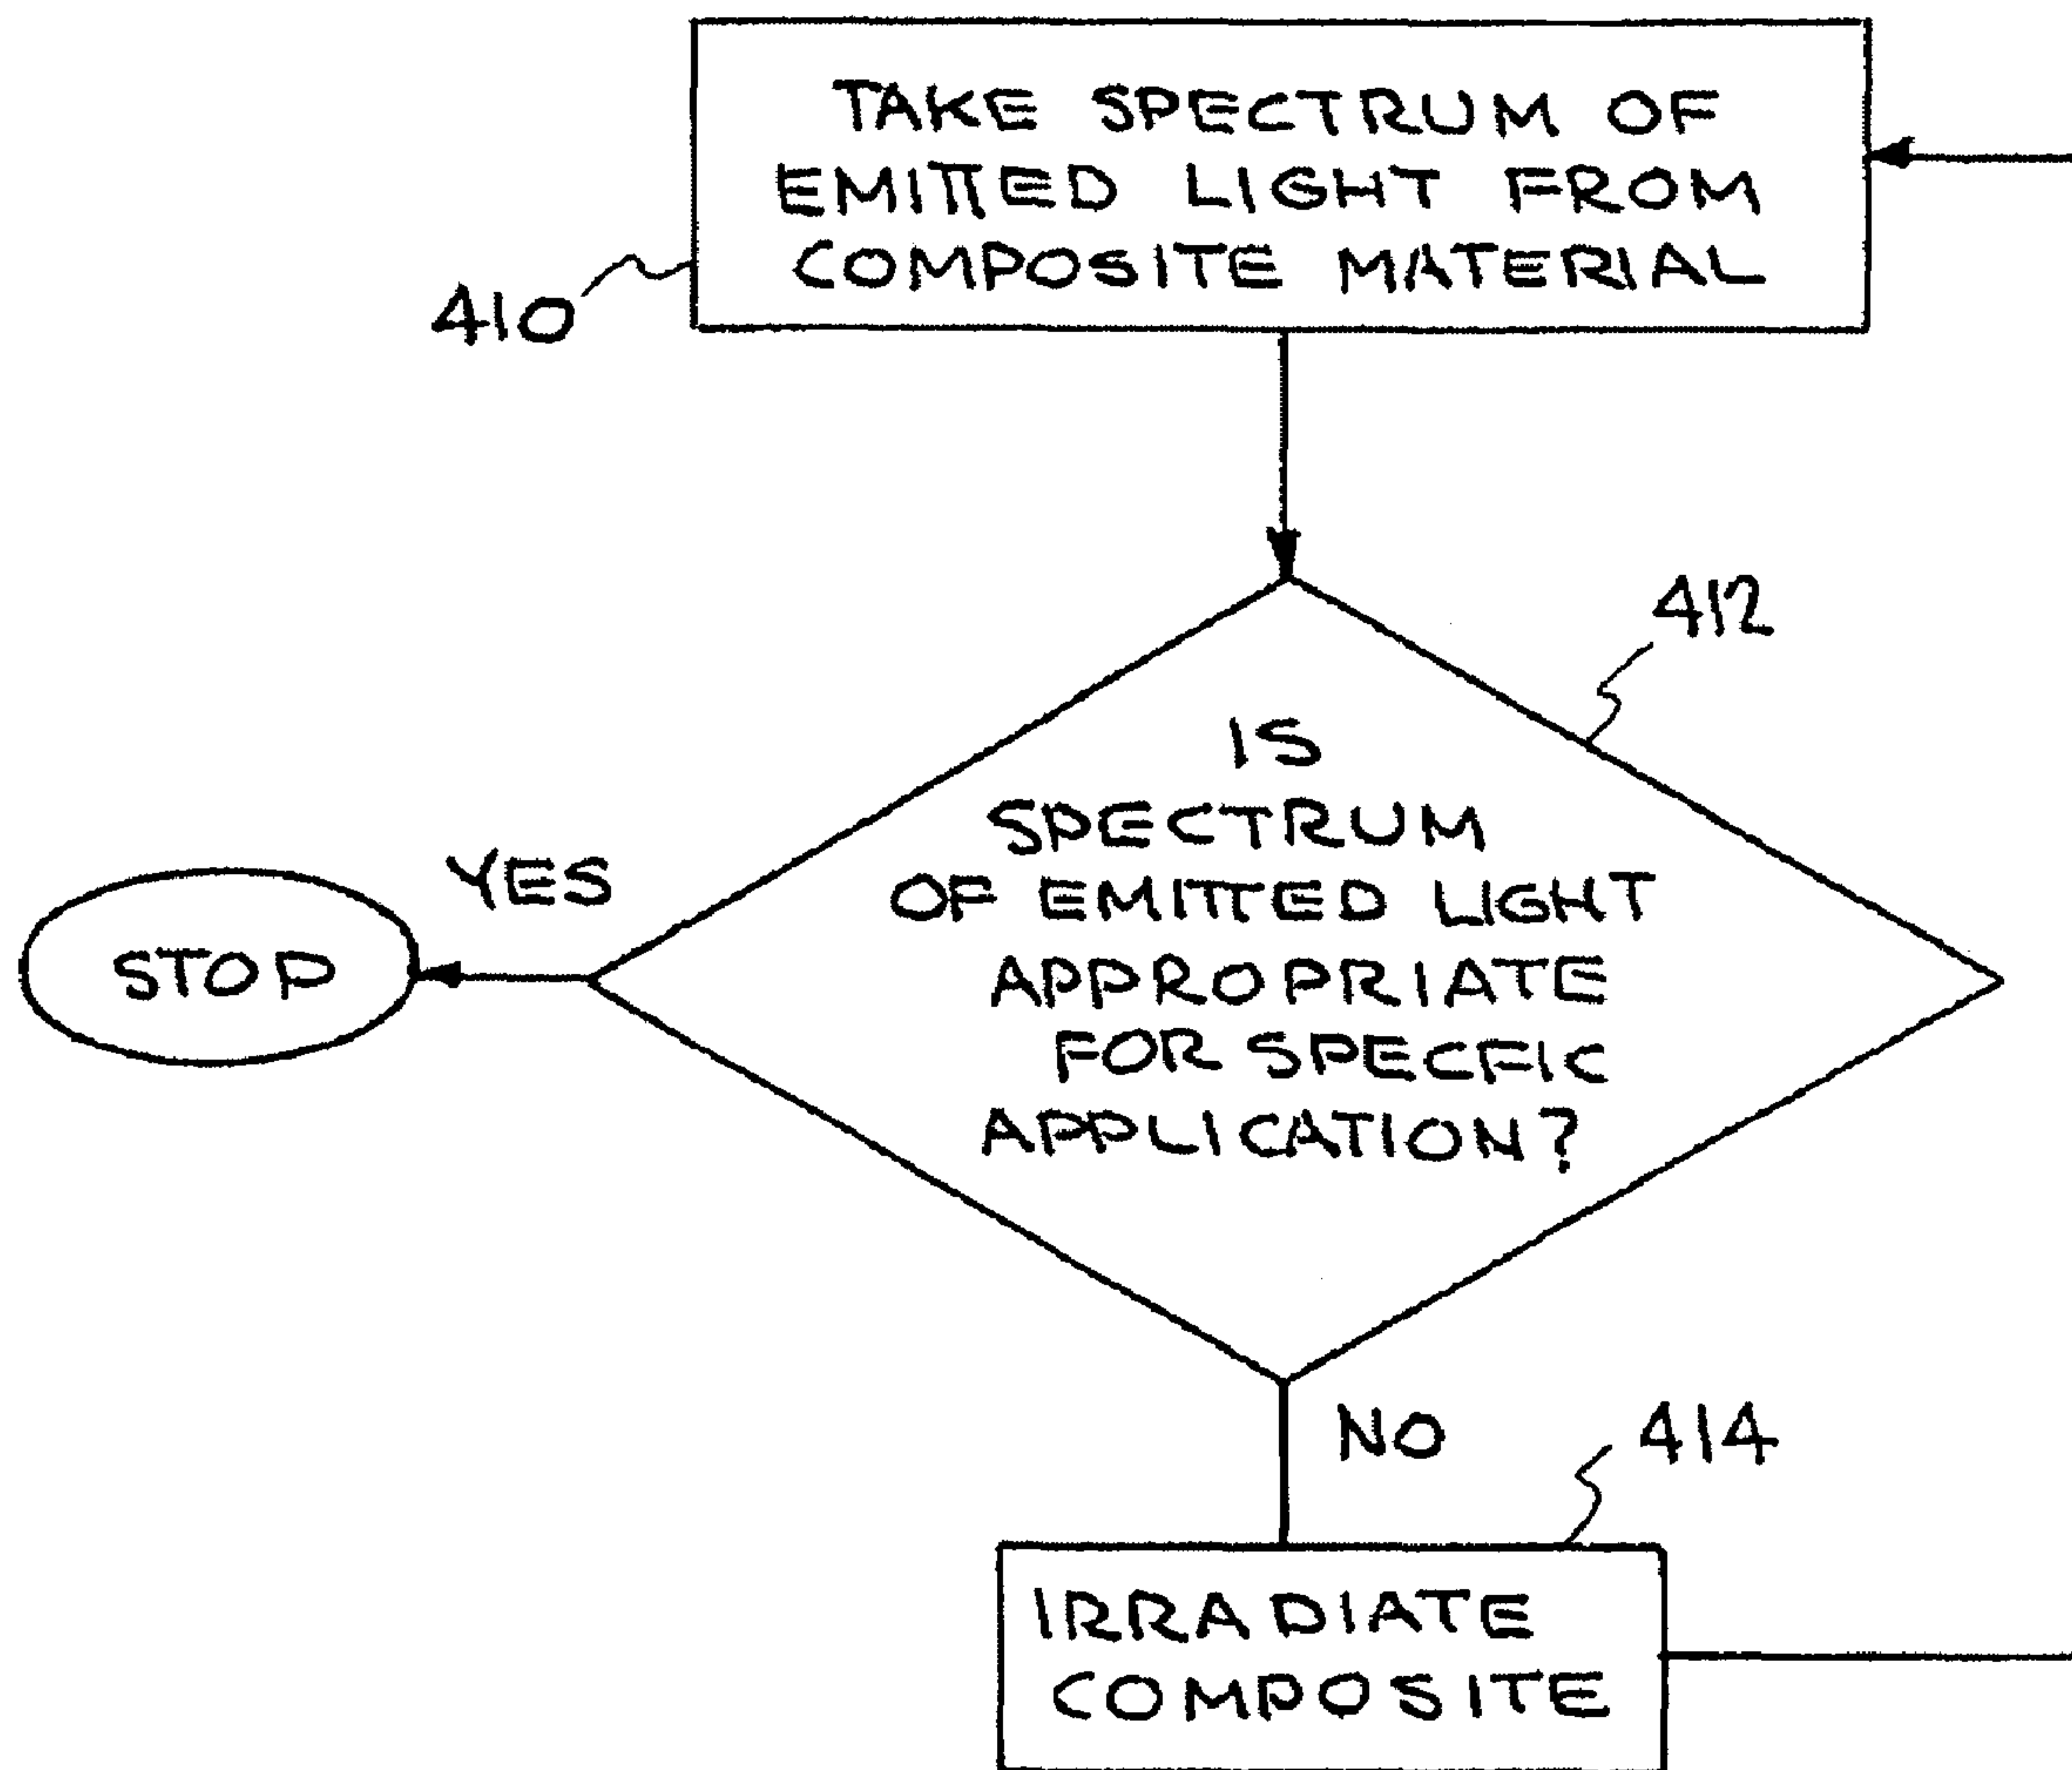 TAKE SPECTRUM OF
EMITTED LIGHT FROM
COMPOSITE MATERIAL
410
412
IS
SPECTRUM
OF EMITTED LIGHT
APPROPRIATE
FOR SPECFIC
APPLICATION?
YES
STOP
NO
414
IRRADIATE
COMPOSITE